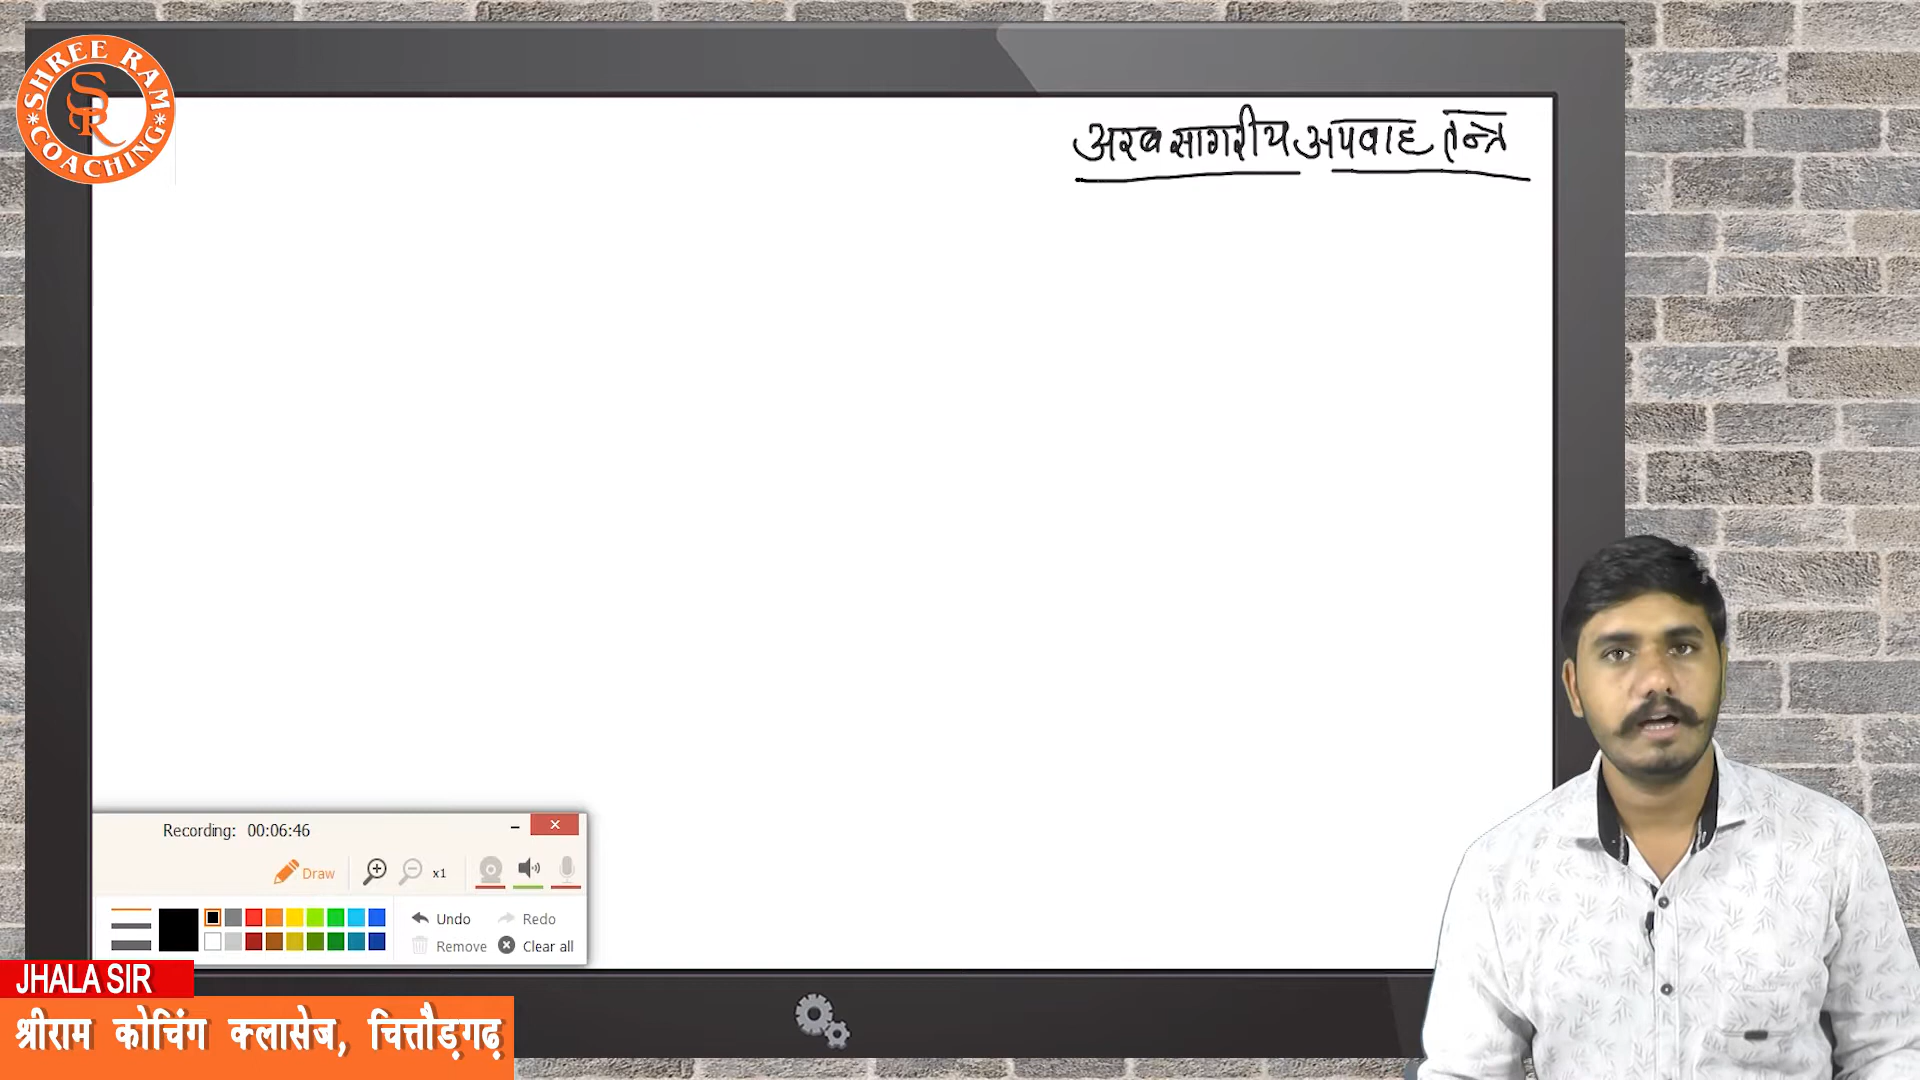 SHREE RAM
SR
COACHING
अरब सागरीय अपवाह तन्त्र
Recording: 00:06:46
Draw
x1
Undo
Redo
Remove
Clear all
JHALA SIR
श्रीराम कोचिंग क्लासेज, चित्तौड़गढ़